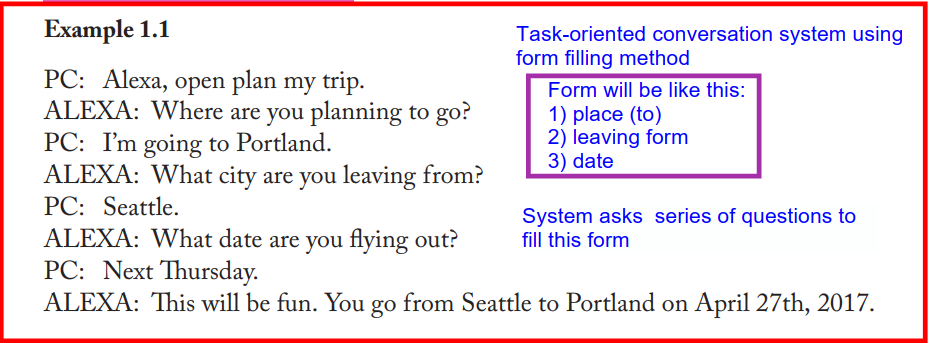 Example 1.1
PC: Alexa, open plan my trip.
ALEXA: Where are you planning to go?
PC: I’m going to Portland.
ALEXA: What city are you leaving from?
PC: Seattle.
ALEXA: What date are you flying out?
PC: Next Thursday.
ALEXA: This will be fun. You go from Seattle to Portland on April 27th, 2017.
Task-oriented conversation system using
form filling method
Form will be like this:
1) place (to)
2) leaving form
3) date
System asks series of questions to
fill this form